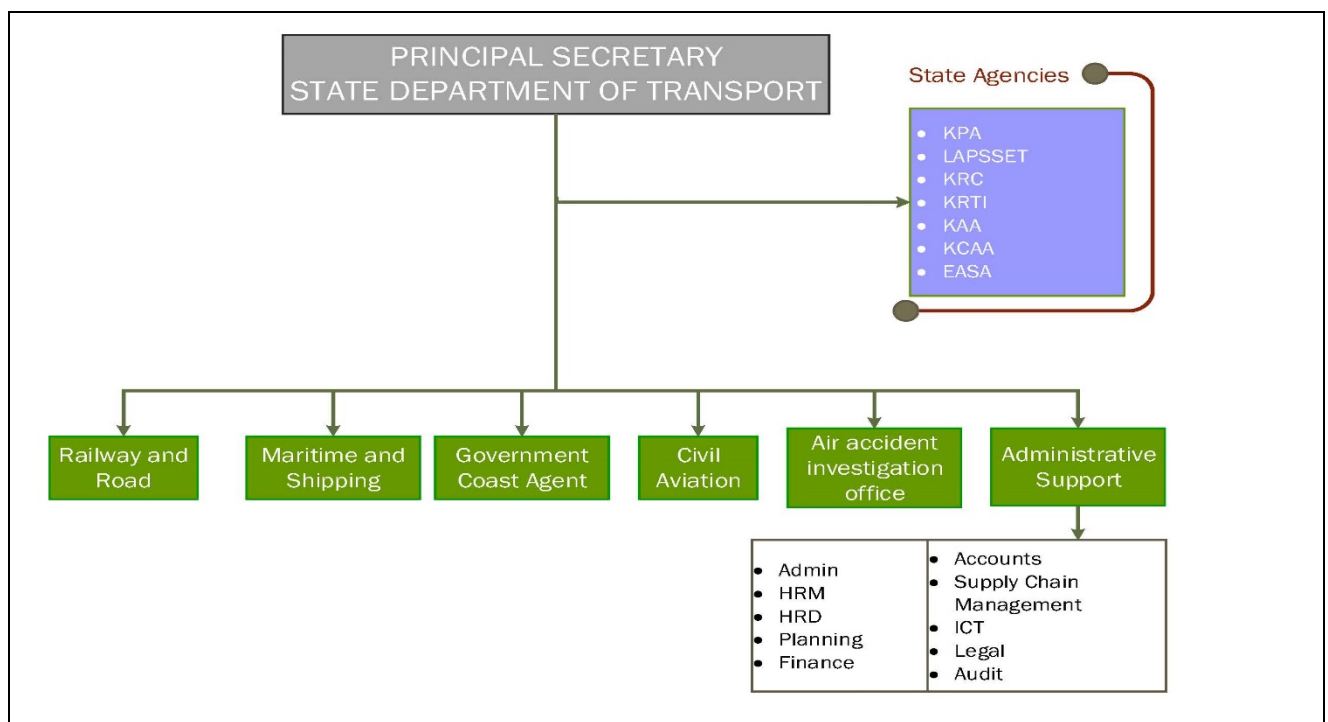 PRINCIPAL SECRETARY
STATE DEPARTMENT OF TRANSPORT
State Agencies
• KPA
• LAPSSET
• KRC
• KRTI
• KAA
• KCAA
• EASA
Railway and
Road
Maritime and
Shipping
Government
Coast Agent
Civil
Aviation
Air accident
investigation
office
Administrative
Support
• Admin
• HRM
• HRD
• Planning
• Finance
• Accounts
• Supply Chain
Management
• ICT
• Legal
• Audit